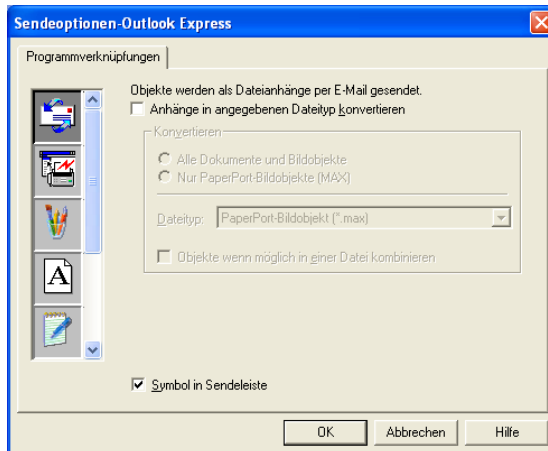 Sendeoptionen-Outlook Express
Programmverknüpfungen
Objekte werden als Dateianhänge per E-Mail gesendet.
Anhänge in angegebenen Dateityp konvertieren
Konvertieren
Alle Dokumente und Bildobjekte
Nur PaperPort-Bildobjekte (MAX)
Dateityp: PaperPort-Bildobjekt (*.max)
Objekte wenn möglich in einer Datei kombinieren
A
Symbol in Sendeleiste
OK Abbrechen Hilfe